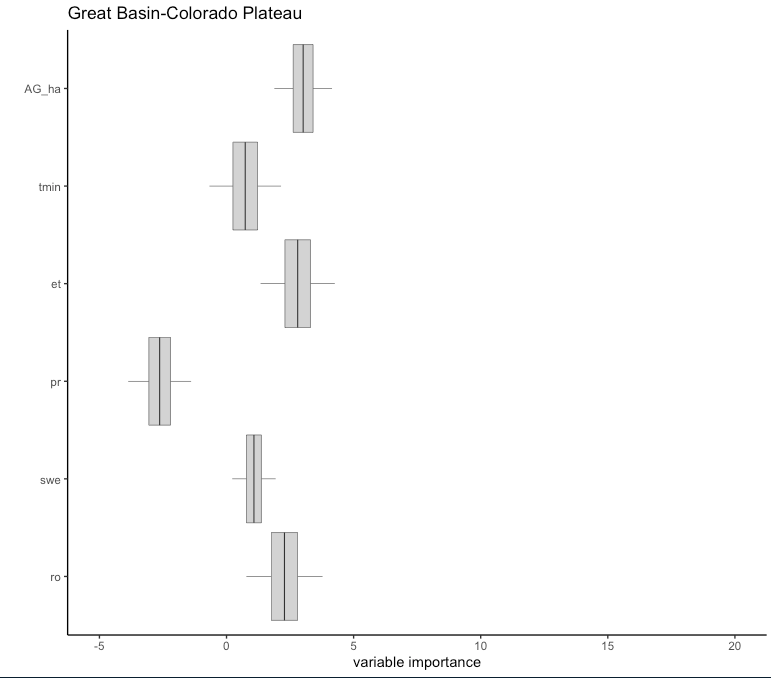 Great Basin-Colorado Plateau
AG_ha
tmin
et
pr
swe
ro
-5 0 5 10 15 20
variable importance